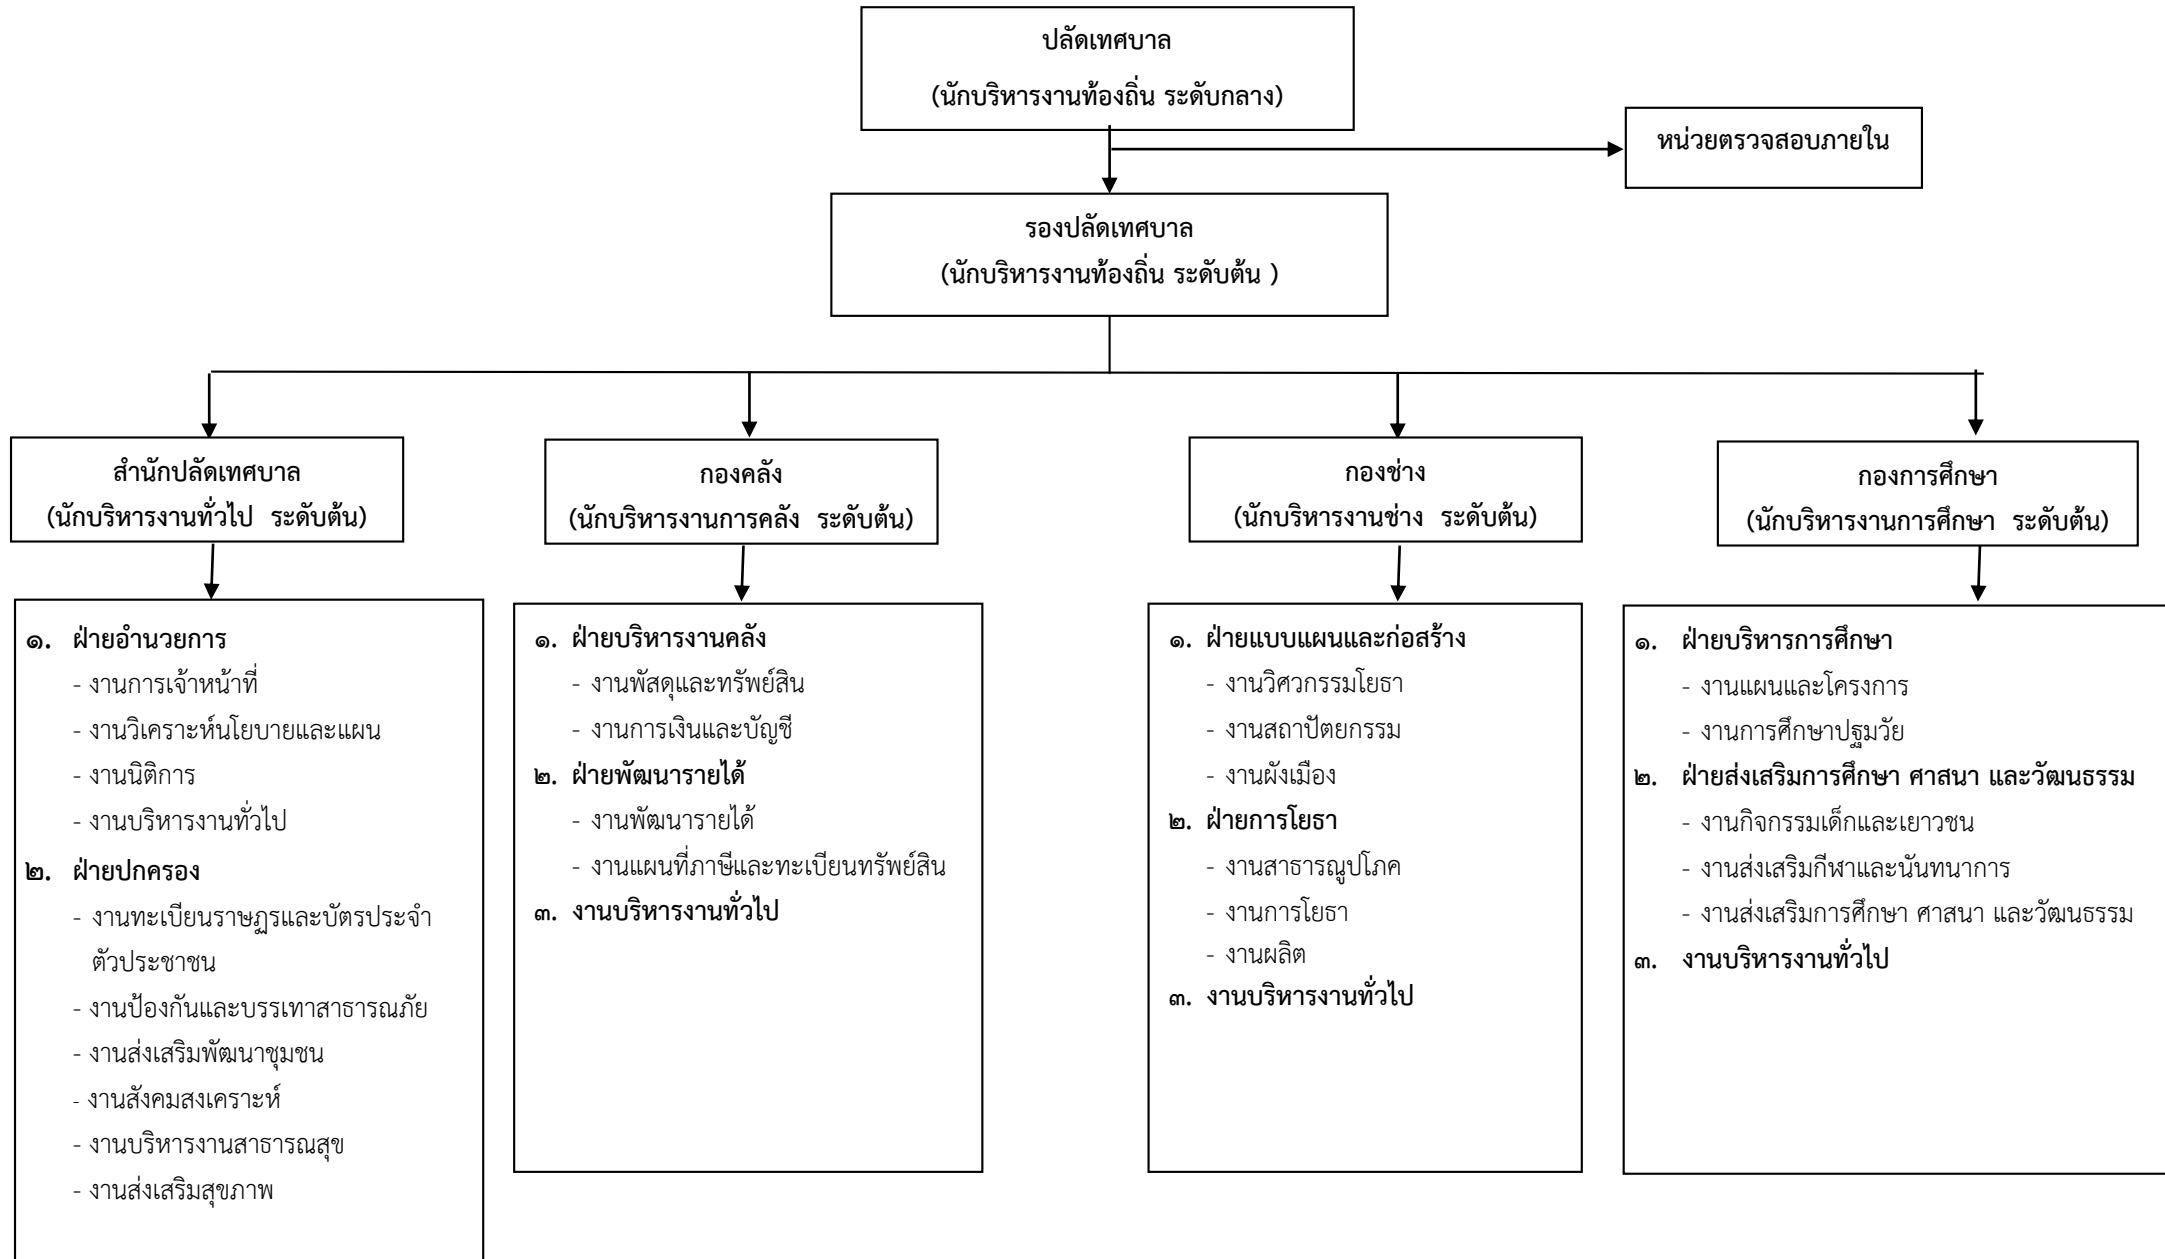 ปลัดเทศบาล
(นักบริหารงานท้องถิ่น ระดับกลาง)
หน่วยตรวจสอบภายใน
รองปลัดเทศบาล
(นักบริหารงานท้องถิ่น ระดับต้น )
สำนักปลัดเทศบาล
(นักบริหารงานทั่วไป ระดับต้น)
กองคลัง
(นักบริหารงานการคลัง ระดับต้น)
กองช่าง
(นักบริหารงานช่าง ระดับต้น)
กองการศึกษา
(นักบริหารงานการศึกษา ระดับต้น)
๑. ฝ่ายอำนวยการ
- งานการเจ้าหน้าที่
- งานวิเคราะห์นโยบายและแผน
- งานนิติการ
- งานบริหารงานทั่วไป
๒. ฝ่ายปกครอง
- งานทะเบียนราษฎรและบัตรประจำ
ตัวประชาชน
- งานป้องกันและบรรเทาสาธารณภัย
- งานส่งเสริมพัฒนาชุมชน
- งานสังคมสงเคราะห์
- งานบริหารงานสาธารณสุข
- งานส่งเสริมสุขภาพ
๑. ฝ่ายบริหารงานคลัง
- งานพัสดุและทรัพย์สิน
- งานการเงินและบัญชี
๒. ฝ่ายพัฒนารายได้
- งานพัฒนารายได้
- งานแผนที่ภาษีและทะเบียนทรัพย์สิน
๓. งานบริหารงานทั่วไป
๑. ฝ่ายแบบแผนและก่อสร้าง
- งานวิศวกรรมโยธา
- งานสถาปัตยกรรม
- งานผังเมือง
๒. ฝ่ายการโยธา
- งานสาธารณูปโภค
- งานการโยธา
- งานผลิต
๓. งานบริหารงานทั่วไป
๑. ฝ่ายบริหารการศึกษา
- งานแผนและโครงการ
- งานการศึกษาปฐมวัย
๒. ฝ่ายส่งเสริมการศึกษา ศาสนา และวัฒนธรรม
- งานกิจกรรมเด็กและเยาวชน
- งานส่งเสริมกีฬาและนันทนาการ
- งานส่งเสริมการศึกษา ศาสนา และวัฒนธรรม
๓. งานบริหารงานทั่วไป